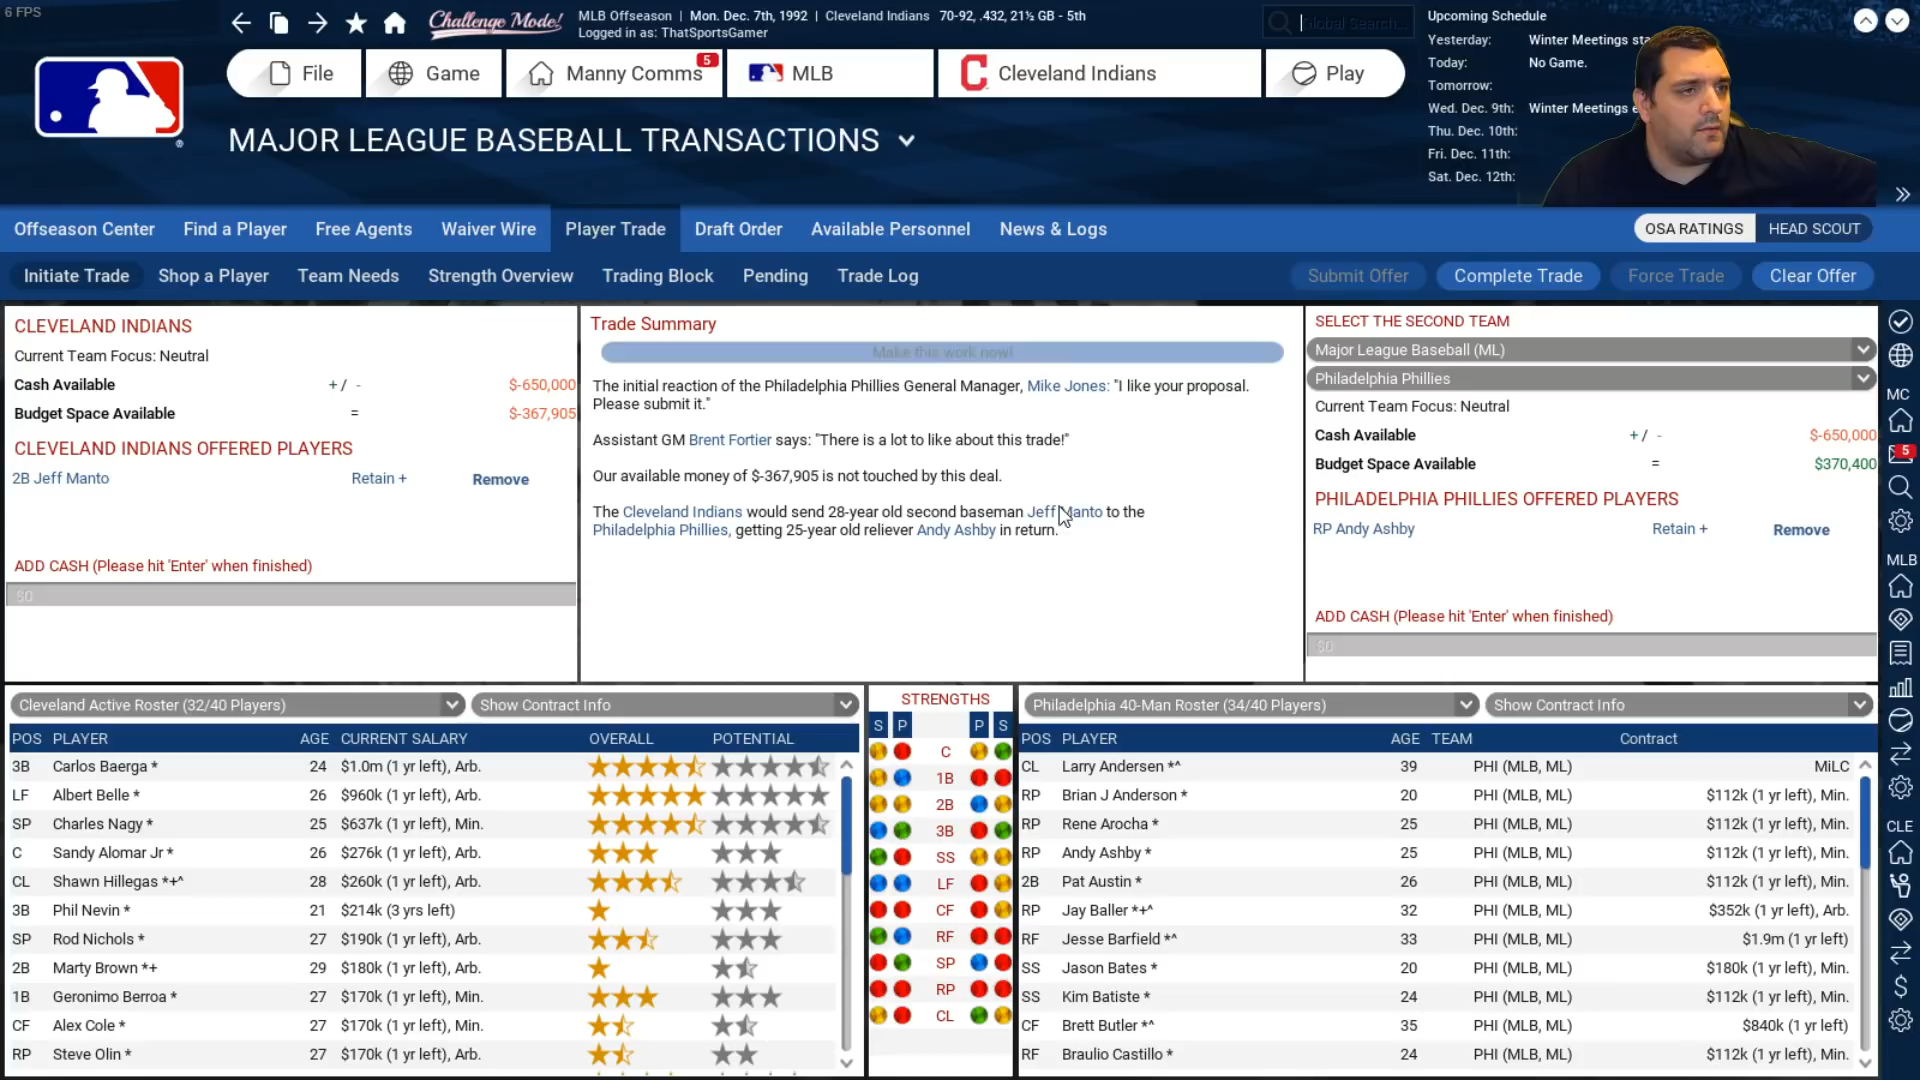 6 FPS
Challenge Mode!
MLB Offseason | Mon. Dec. 7th, 1992 | Cleveland Indians 70-92, .432, 21½ GB - 5th
Logged in as: ThatSportsGamer
Global Search...
Upcoming Schedule
Yesterday: Winter Meetings sta
Today: No Game.
Tomorrow:
Wed. Dec. 9th: Winter Meetings e
Thu. Dec. 10th:
Fri. Dec. 11th:
Sat. Dec. 12th:
File
Game
Manny Comms 5
MLB
Cleveland Indians
Play
MAJOR LEAGUE BASEBALL TRANSACTIONS
Offseason Center Find a Player Free Agents Waiver Wire Player Trade Draft Order Available Personnel News & Logs
OSA RATINGS HEAD SCOUT
Initiate Trade Shop a Player Team Needs Strength Overview Trading Block Pending Trade Log
Submit Offer Complete Trade Force Trade Clear Offer
CLEVELAND INDIANS
Current Team Focus: Neutral
Cash Available + / - $-650,000
Budget Space Available = $-367,905
CLEVELAND INDIANS OFFERED PLAYERS
2B Jeff Manto Retain + Remove
ADD CASH (Please hit 'Enter' when finished)
$0
Trade Summary
Make this work now!
The initial reaction of the Philadelphia Phillies General Manager, Mike Jones: "I like your proposal.
Please submit it."
Assistant GM Brent Fortier says: "There is a lot to like about this trade!"
Our available money of $-367,905 is not touched by this deal.
The Cleveland Indians would send 28-year old second baseman Jeff Manto to the
Philadelphia Phillies, getting 25-year old reliever Andy Ashby in return.
SELECT THE SECOND TEAM
Major League Baseball (ML)
Philadelphia Phillies
Current Team Focus: Neutral
Cash Available + / - $-650,000
Budget Space Available = $370,400
PHILADELPHIA PHILLIES OFFERED PLAYERS
RP Andy Ashby Retain + Remove
ADD CASH (Please hit 'Enter' when finished)
$0
Cleveland Active Roster (32/40 Players)
Show Contract Info
POS PLAYER AGE CURRENT SALARY OVERALL POTENTIAL
3B Carlos Baerga * 24 $1.0m (1 yr left), Arb.
LF Albert Belle * 26 $960k (1 yr left), Arb.
SP Charles Nagy * 25 $637k (1 yr left), Min.
C Sandy Alomar Jr * 26 $276k (1 yr left), Arb.
CL Shawn Hillegas *+^ 28 $260k (1 yr left), Arb.
3B Phil Nevin * 21 $214k (3 yrs left)
SP Rod Nichols * 27 $190k (1 yr left), Arb.
2B Marty Brown *+ 29 $180k (1 yr left), Arb.
1B Geronimo Berroa * 27 $170k (1 yr left), Min.
CF Alex Cole * 27 $170k (1 yr left), Min.
RP Steve Olin * 27 $170k (1 yr left), Arb.
STRENGTHS
S P P S
C
1B
2B
3B
SS
LF
CF
RF
SP
RP
CL
Philadelphia 40-Man Roster (34/40 Players)
Show Contract Info
POS PLAYER AGE TEAM Contract
CL Larry Andersen *^ 39 PHI (MLB, ML) MiLC
RP Brian J Anderson * 20 PHI (MLB, ML) $112k (1 yr left), Min.
RP Rene Arocha * 25 PHI (MLB, ML) $112k (1 yr left), Min.
RP Andy Ashby * 25 PHI (MLB, ML) $112k (1 yr left), Min.
2B Pat Austin * 26 PHI (MLB, ML) $112k (1 yr left), Min.
RP Jay Baller *+^ 32 PHI (MLB, ML) $352k (1 yr left), Arb.
RF Jesse Barfield *^ 33 PHI (MLB, ML) $1.9m (1 yr left)
SS Jason Bates * 20 PHI (MLB, ML) $180k (1 yr left), Min.
SS Kim Batiste * 24 PHI (MLB, ML) $112k (1 yr left), Min.
CF Brett Butler *^ 35 PHI (MLB, ML) $840k (1 yr left)
RF Braulio Castillo * 24 PHI (MLB, ML) $112k (1 yr left), Min.
MC
5
MLB
CLE